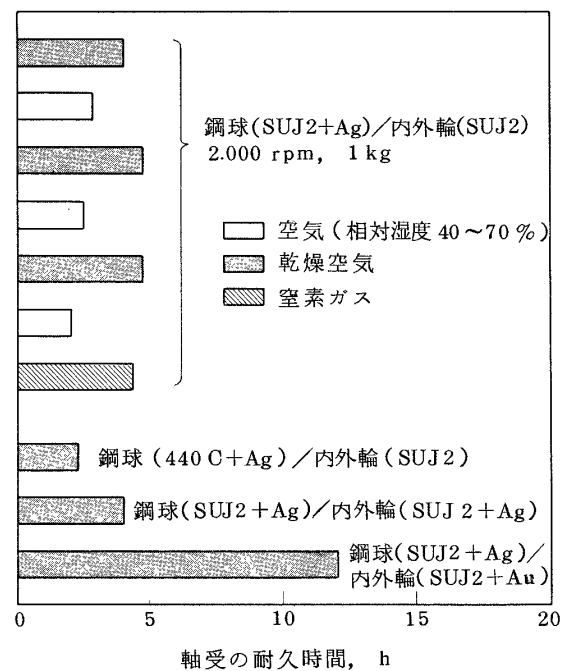 鋼球(SUJ2+Ag)/内外輪(SUJ2)
2.000 rpm, 1 kg
空気(相対湿度 40~70 %)
乾燥空気
窒素ガス
鋼球 (440 C+Ag)/内外輪(SUJ2)
鋼球(SUJ2+Ag)/内外輪(SUJ 2+Ag)
鋼球(SUJ2+Ag)/
内外輪(SUJ2+Au)
0 5 10 15 20
軸受の耐久時間, h